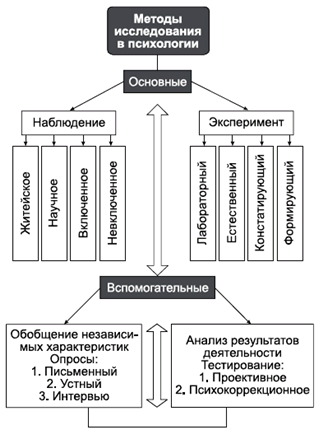 Методы
исследования
в психологии
Основные
Наблюдение
Эксперимент
Житейское
Научное
Включенное
Невключенное
Лабораторный
Естественный
Констатирующий
Формирующий
Вспомогательные
Обобщение независи-
мых характеристик
Опросы:
1. Письменный
2. Устный
3. Интервью
Анализ результатов
деятельности
Тестирование:
1. Проективное
2. Психокоррекционное